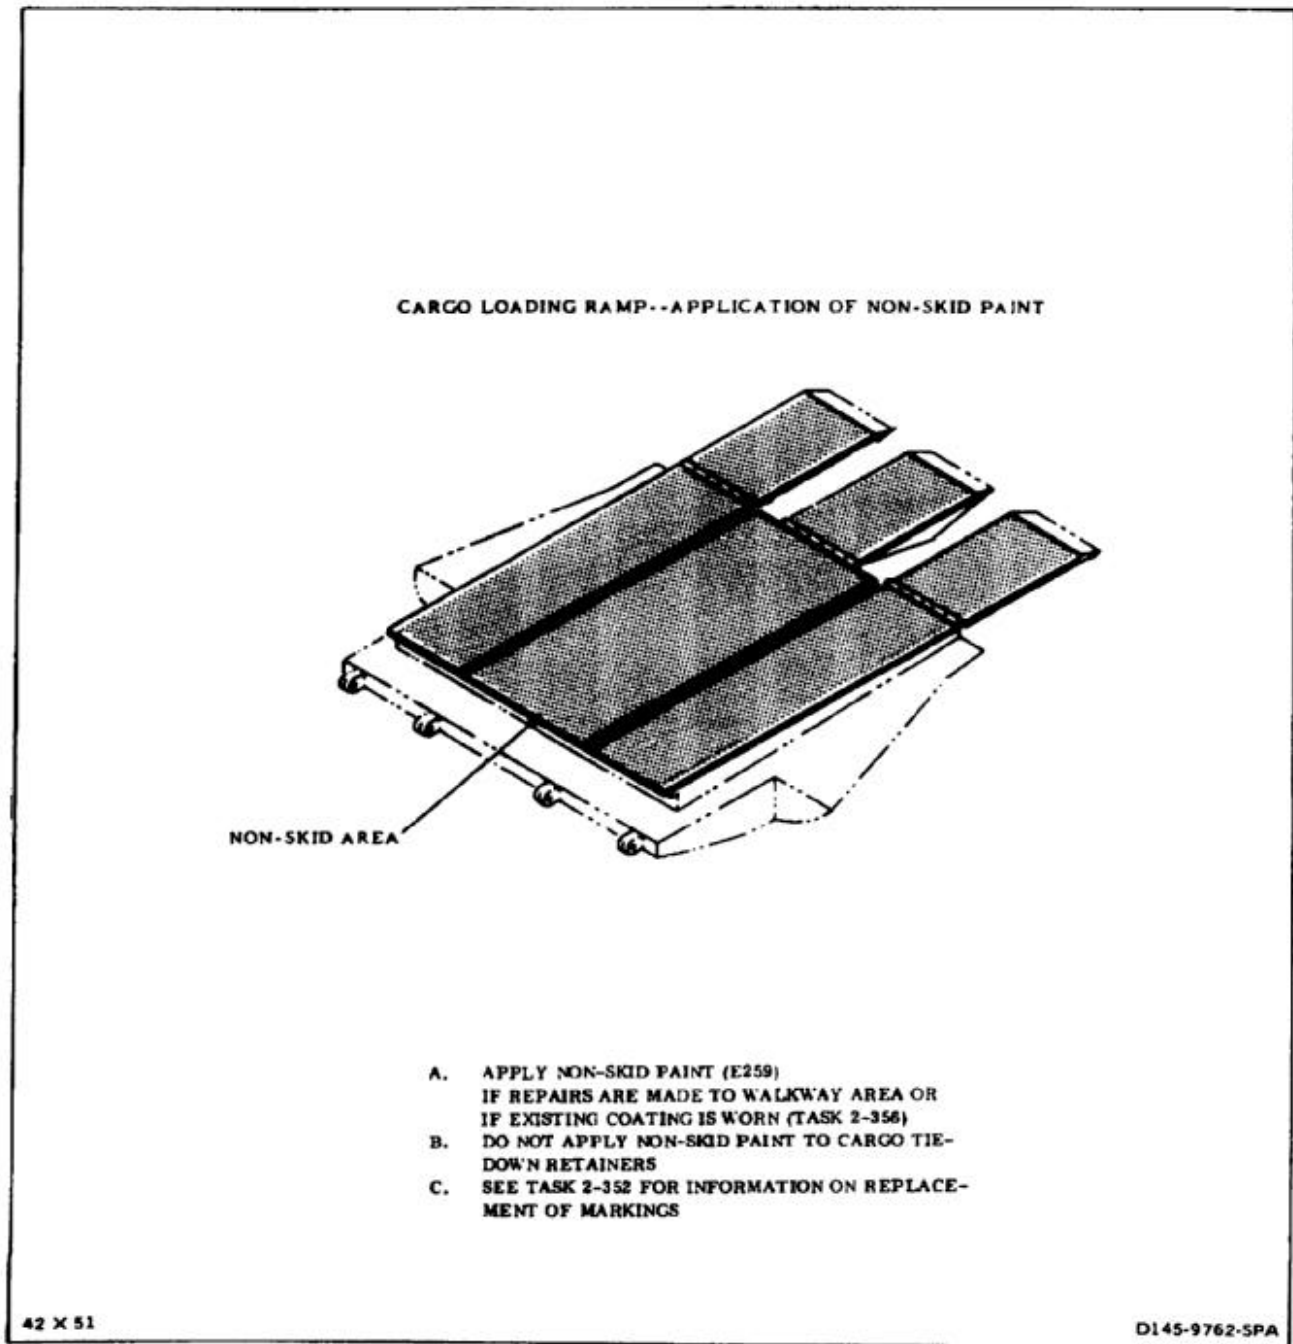 CARGO LOADING RAMP--APPLICATION OF NON-SKID PAINT
NON-SKID AREA
A. APPLY NON-SKID PAINT (E259)
IF REPAIRS ARE MADE TO WALKWAY AREA OR
IF EXISTING COATING IS WORN (TASK 2-356)
B. DO NOT APPLY NON-SKID PAINT TO CARGO TIE-
DOWN RETAINERS
C. SEE TASK 2-352 FOR INFORMATION ON REPLACE-
MENT OF MARKINGS
42 X 51
D145-9762-SPA